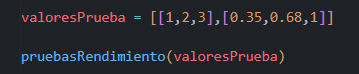 valoresPrueba = [[1,2,3],[0.35,0.68,1]]
pruebasRendimiento(valoresPrueba)